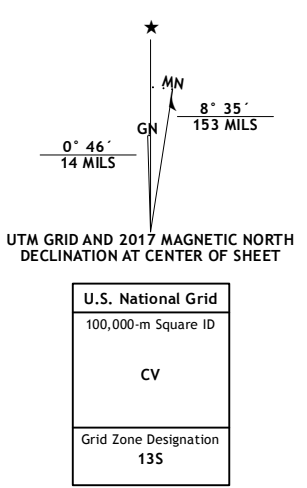 MN
GN
8° 35´
153 MILS
0° 46´
14 MILS
UTM GRID AND 2017 MAGNETIC NORTH
DECLINATION AT CENTER OF SHEET
U.S. National Grid
100,000-m Square ID
CV
Grid Zone Designation
13S